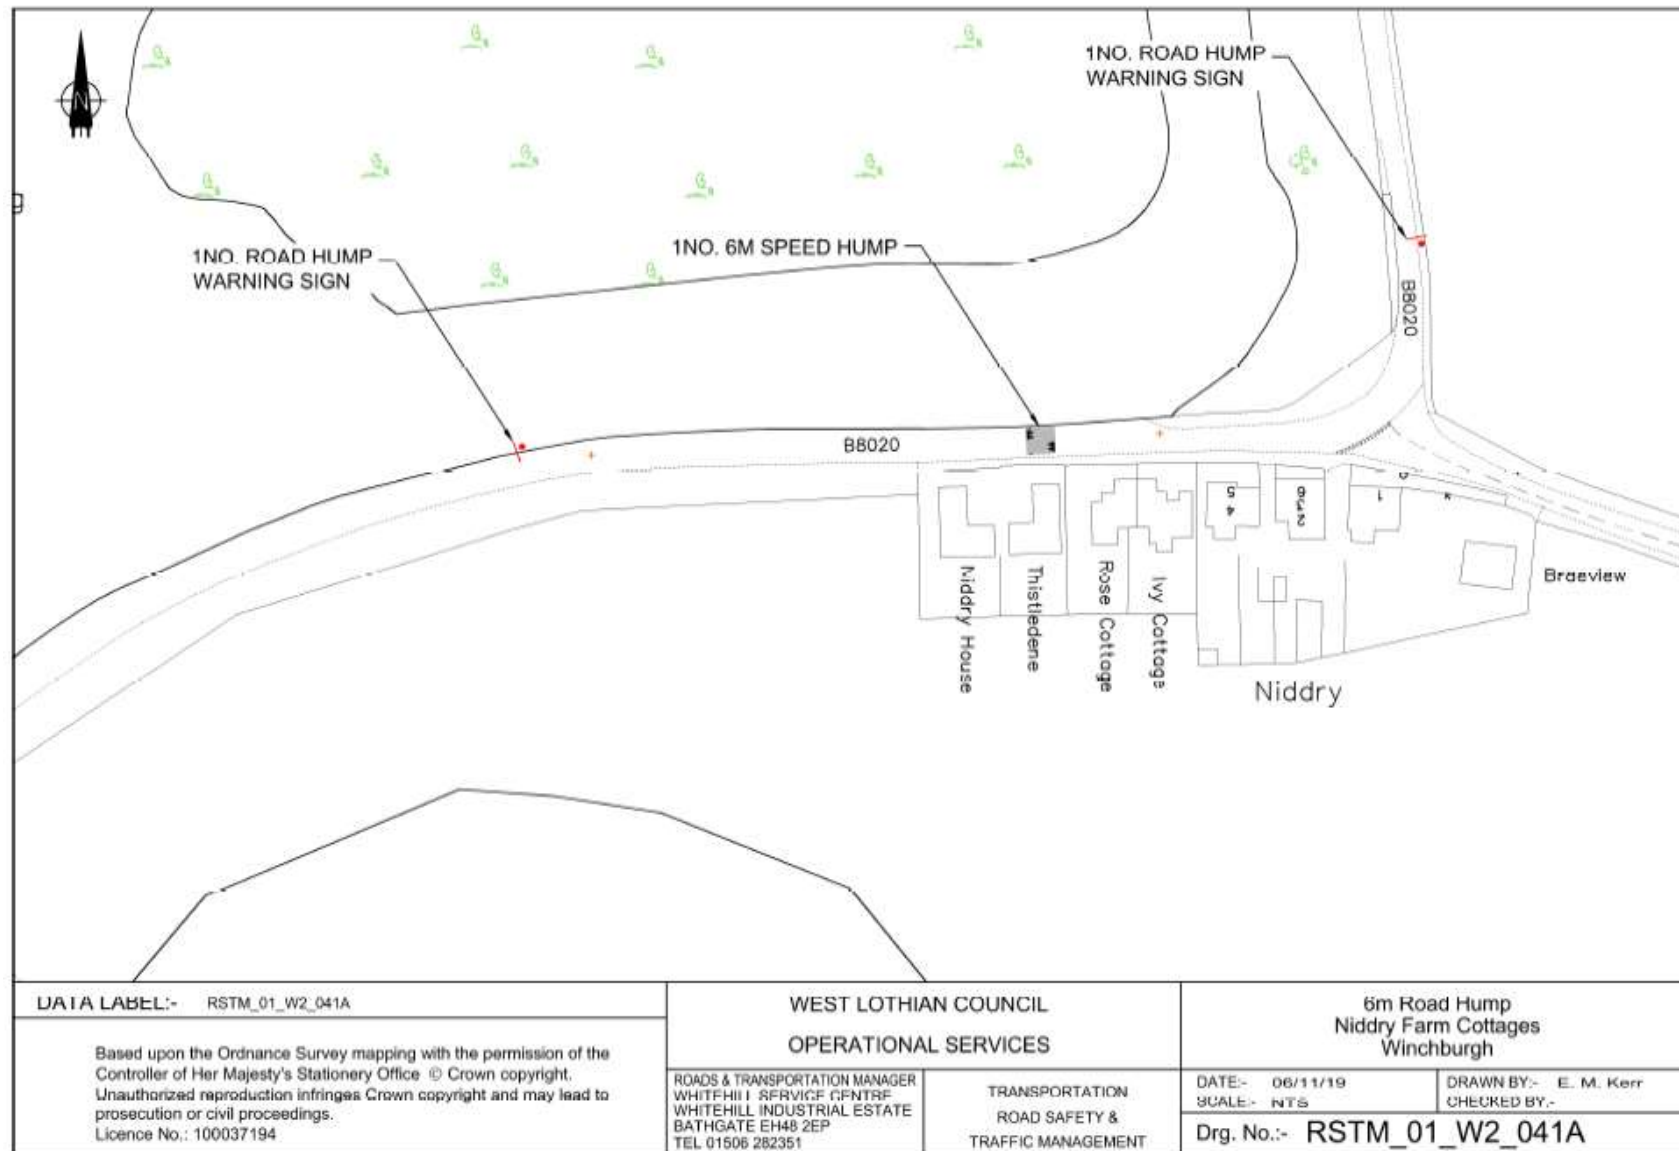 1NO. ROAD HUMP
WARNING SIGN
N
1NO. ROAD HUMP
WARNING SIGN
1NO. 6M SPEED HUMP
B8020
B8020
Niddry House
Thistledene
Rose Cottage
Ivy Cottage
5
4
1
Braeview
Niddry
DATA LABEL:- RSTM_01_W2_041A
Based upon the Ordnance Survey mapping with the permission of the
Controller of Her Majesty's Stationery Office © Crown copyright.
Unauthorized reproduction infringes Crown copyright and may lead to
prosecution or civil proceedings.
Licence No.: 100037194
WEST LOTHIAN COUNCIL
OPERATIONAL SERVICES
ROADS & TRANSPORTATION MANAGER
WHITEHILL SERVICE CENTRE
WHITEHILL INDUSTRIAL ESTATE
BATHGATE EH48 2EP
TEL 01506 282351
TRANSPORTATION
ROAD SAFETY &
TRAFFIC MANAGEMENT
6m Road Hump
Niddry Farm Cottages
Winchburgh
DATE:- 06/11/19
SCALE:- NTS
DRAWN BY:- E. M. Kerr
CHECKED BY:-
Drg. No.:- RSTM_01_W2_041A